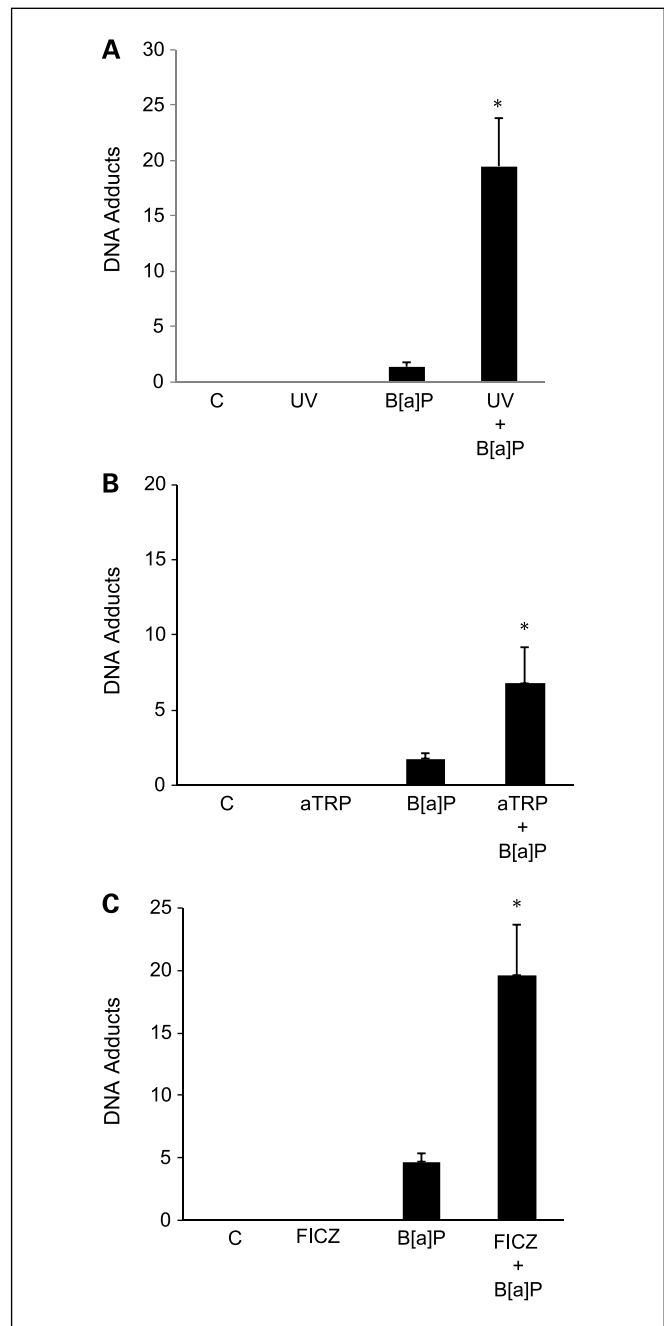 A
30
25
20
15
10
5
0
DNA Adducts
*
C UV B[a]P UV
+
B[a]P
B
20
15
10
5
0
DNA Adducts
*
C aTRP B[a]P aTRP
+
B[a]P
C
25
20
15
10
5
0
DNA Adducts
*
C FICZ B[a]P FICZ
+
B[a]P